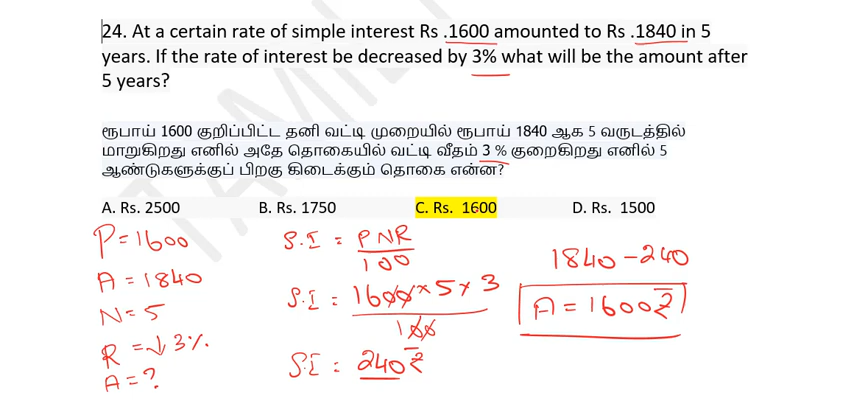 24. At a certain rate of simple interest Rs .1600 amounted to Rs .1840 in 5
years. If the rate of interest be decreased by 3% what will be the amount after
5 years?
ரூபாய் 1600 குறிப்பிட்ட தனி வட்டி முறையில் ரூபாய் 1840 ஆக 5 வருடத்தில்
மாறுகிறது எனில் அதே தொகையில் வட்டி வீதம் 3 % குறைகிறது எனில் 5
ஆண்டுகளுக்குப் பிறகு கிடைக்கும் தொகை என்ன?
A. Rs. 2500 B. Rs. 1750 C. Rs. 1600 D. Rs. 1500
P=1600
A = 1840
N = 5
R = ↓ 3%.
A = ?
S.I = PNR
100
S.I = 1600 × 5 × 3
100
S.I = 240
1840 - 240
A = 1600